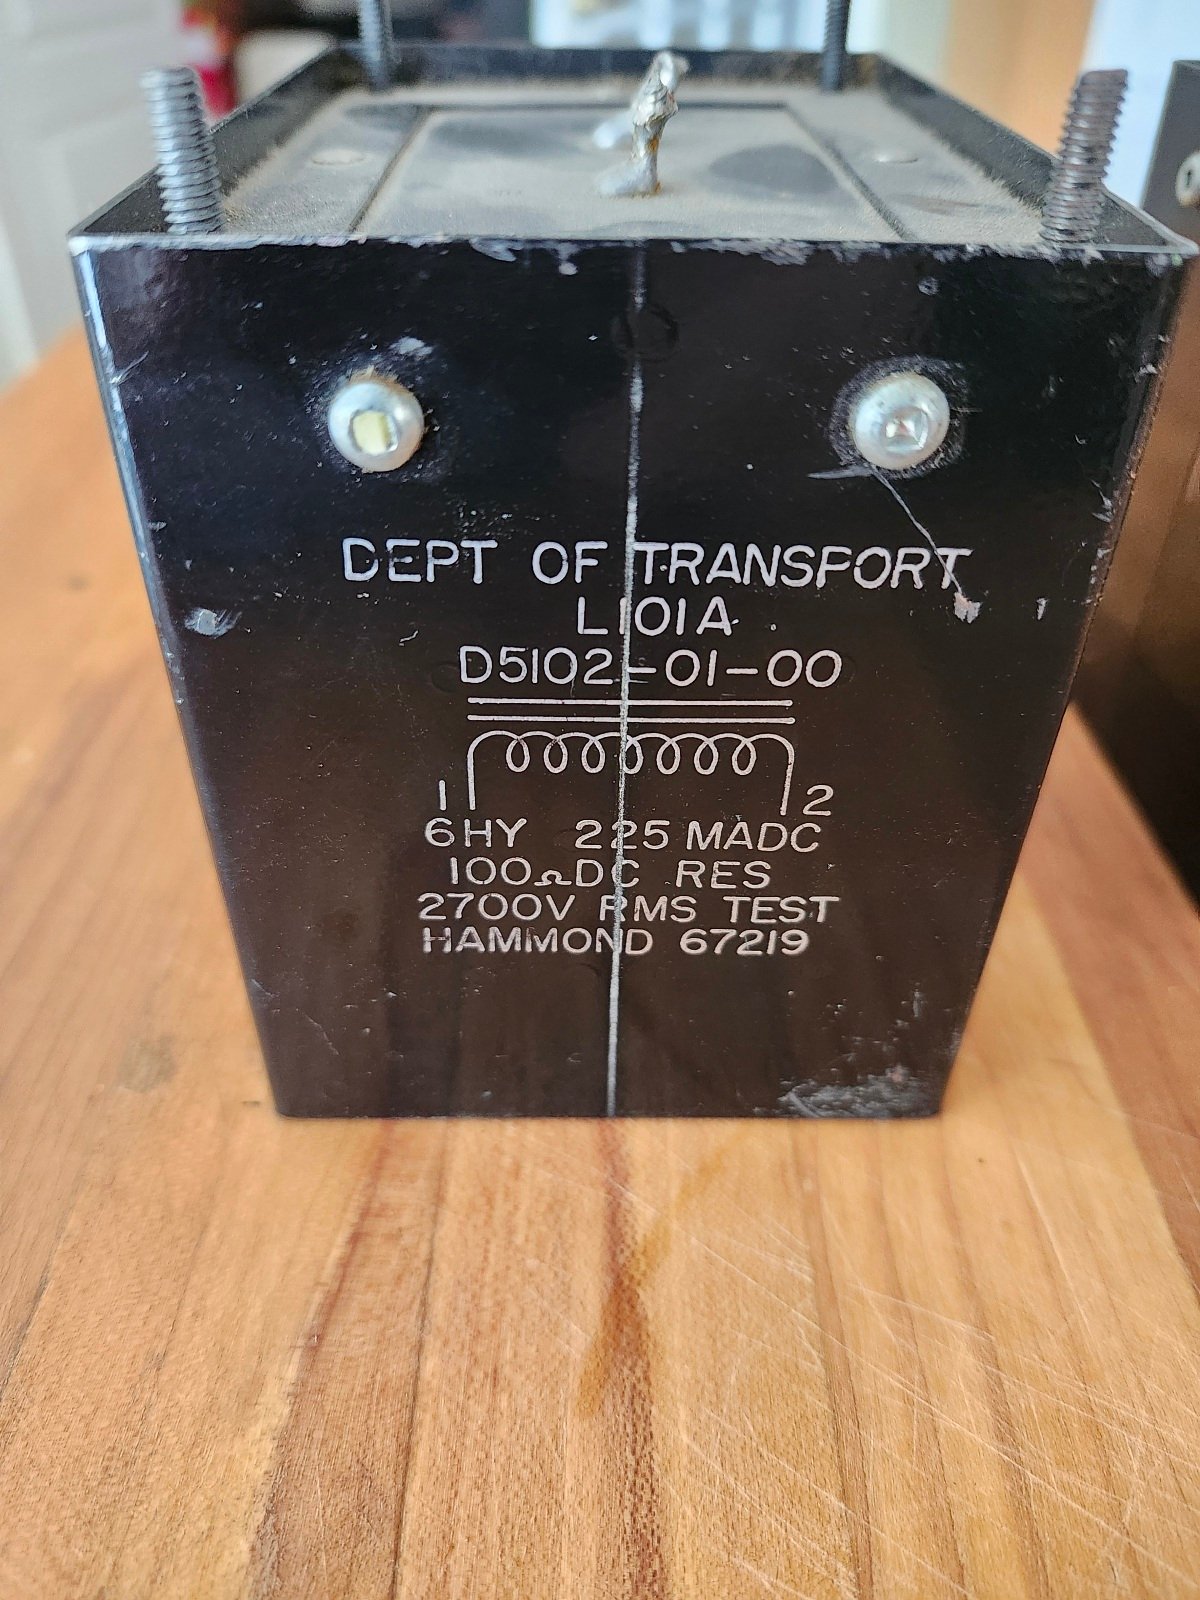 DEPT OF TRANSPORT
L101A
D5102-01-00
1 2
6HY 225 MADC
100ΩDC RES
2700V RMS TEST
HAMMOND 67219